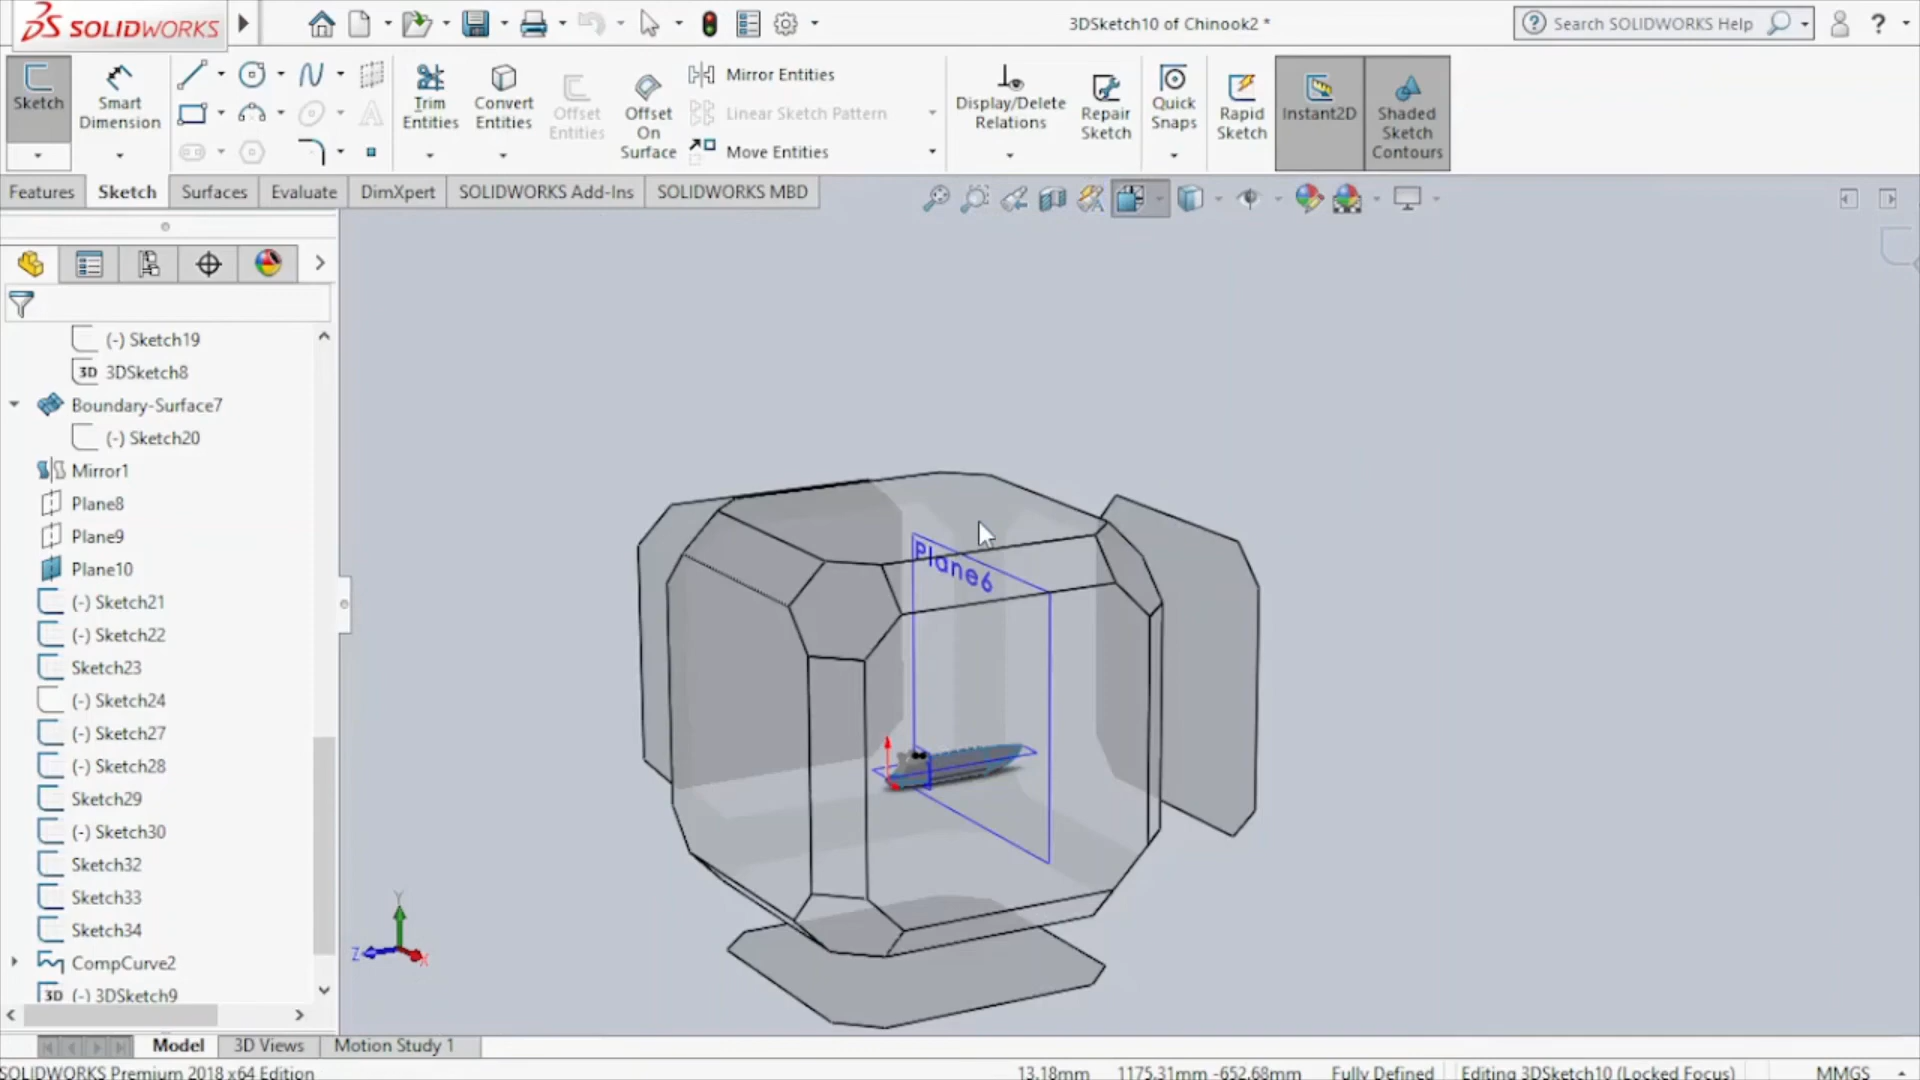 SOLIDWORKS
3DSketch10 of Chinook2 *
Search SOLIDWORKS Help
?
Sketch
Smart
Dimension
Trim
Entities
Convert
Entities
Offset
Entities
Offset
On
Surface
Mirror Entities
Linear Sketch Pattern
Move Entities
Display/Delete
Relations
Repair
Sketch
Quick
Snaps
Rapid
Sketch
Instant2D
Shaded
Sketch
Contours
Features
Sketch
Surfaces
Evaluate
DimXpert
SOLIDWORKS Add-Ins
SOLIDWORKS MBD
(-) Sketch19
3D 3DSketch8
Boundary-Surface7
(-) Sketch20
Mirror1
Plane8
Plane9
Plane10
(-) Sketch21
(-) Sketch22
Sketch23
(-) Sketch24
(-) Sketch27
(-) Sketch28
Sketch29
(-) Sketch30
Sketch32
Sketch33
Sketch34
CompCurve2
3D (-) 3DSketch9
Plane6
Y
Z
X
Model
3D Views
Motion Study 1
SOLIDWORKS Premium 2018 x64 Edition
13.18mm
1175.31mm -652.68mm
Fully Defined
Editing 3DSketch10 (Locked Focus)
MMGS